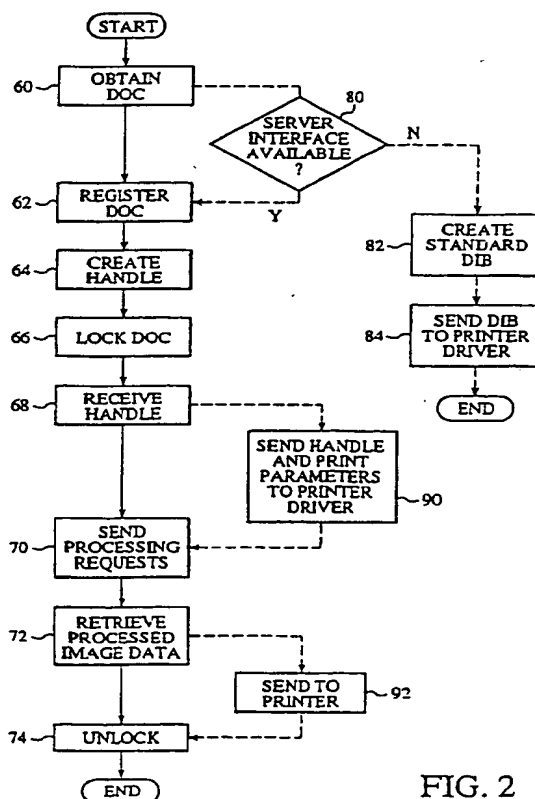 START
60
OBTAIN
DOC
80
SERVER
INTERFACE
AVAILABLE
?
N
Y
62
REGISTER
DOC
82
CREATE
STANDARD
DIB
64
CREATE
HANDLE
66
LOCK DOC
84
SEND DIB
TO PRINTER
DRIVER
68
RECEIVE
HANDLE
END
SEND HANDLE
AND PRINT
PARAMETERS
TO PRINTER
DRIVER
90
70
SEND
PROCESSING
REQUESTS
72
RETRIEVE
PROCESSED
IMAGE DATA
SEND TO
PRINTER
92
74
UNLOCK
END
FIG. 2